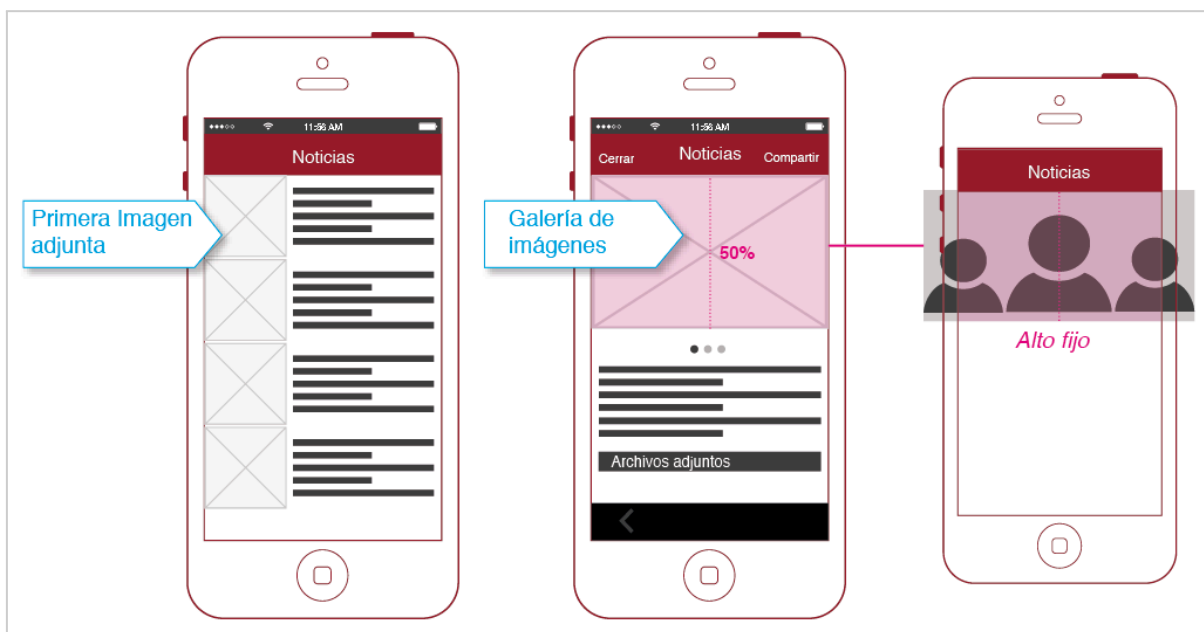 11:56 AM
Noticias
Primera Imagen
adjunta
11:56 AM
Cerrar
Noticias
Compartir
Galería de
imágenes
50%
Archivos adjuntos
Noticias
Alto fijo